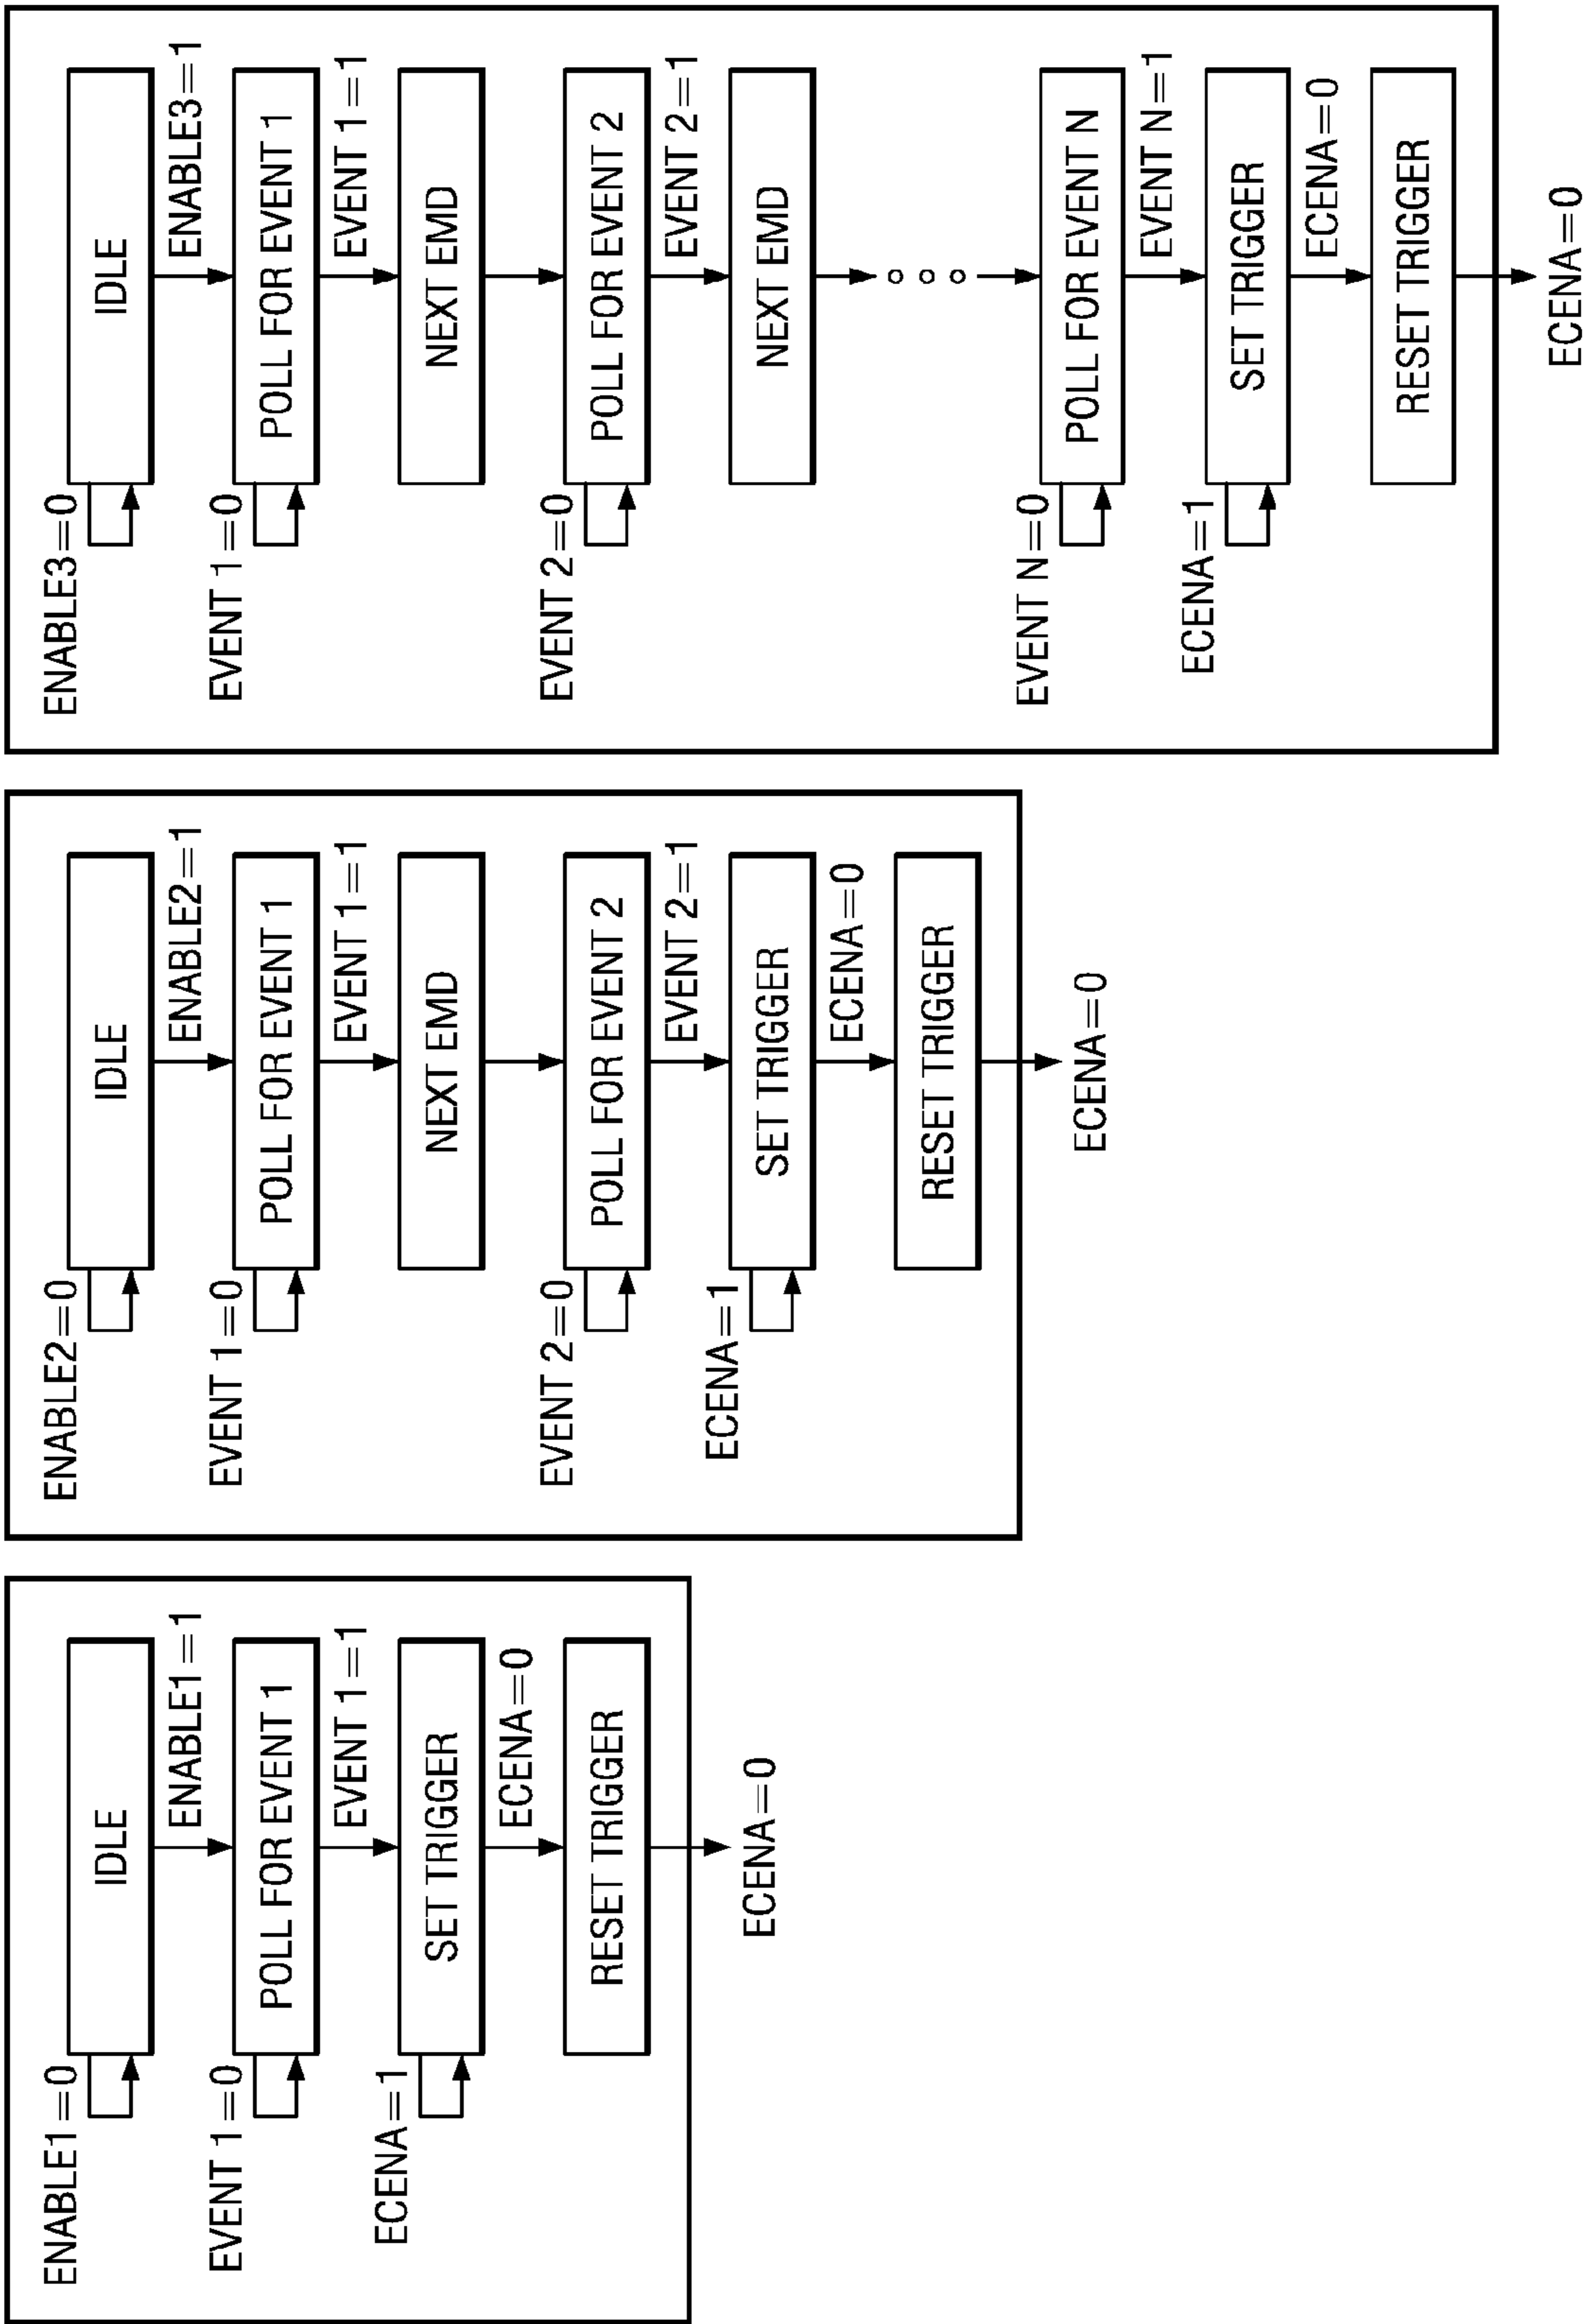 ENABLE1=0
IDLE
ENABLE1=1
EVENT 1=0
POLL FOR EVENT 1
EVENT 1=1
ECENA=1
SET TRIGGER
ECENA=0
RESET TRIGGER
ECENA=0
ENABLE2=0
IDLE
ENABLE2=1
EVENT 1=0
POLL FOR EVENT 1
EVENT 1=1
NEXT EMD
EVENT 2=0
POLL FOR EVENT 2
EVENT 2=1
ECENA=1
SET TRIGGER
ECENA=0
RESET TRIGGER
ECENA=0
ENABLE3=0
IDLE
ENABLE3=1
EVENT 1=0
POLL FOR EVENT 1
EVENT 1=1
NEXT EMD
EVENT 2=0
POLL FOR EVENT 2
EVENT 2=1
NEXT EMD
EVENT N=0
POLL FOR EVENT N
EVENT N=1
ECENA=1
SET TRIGGER
ECENA=0
RESET TRIGGER
ECENA=0